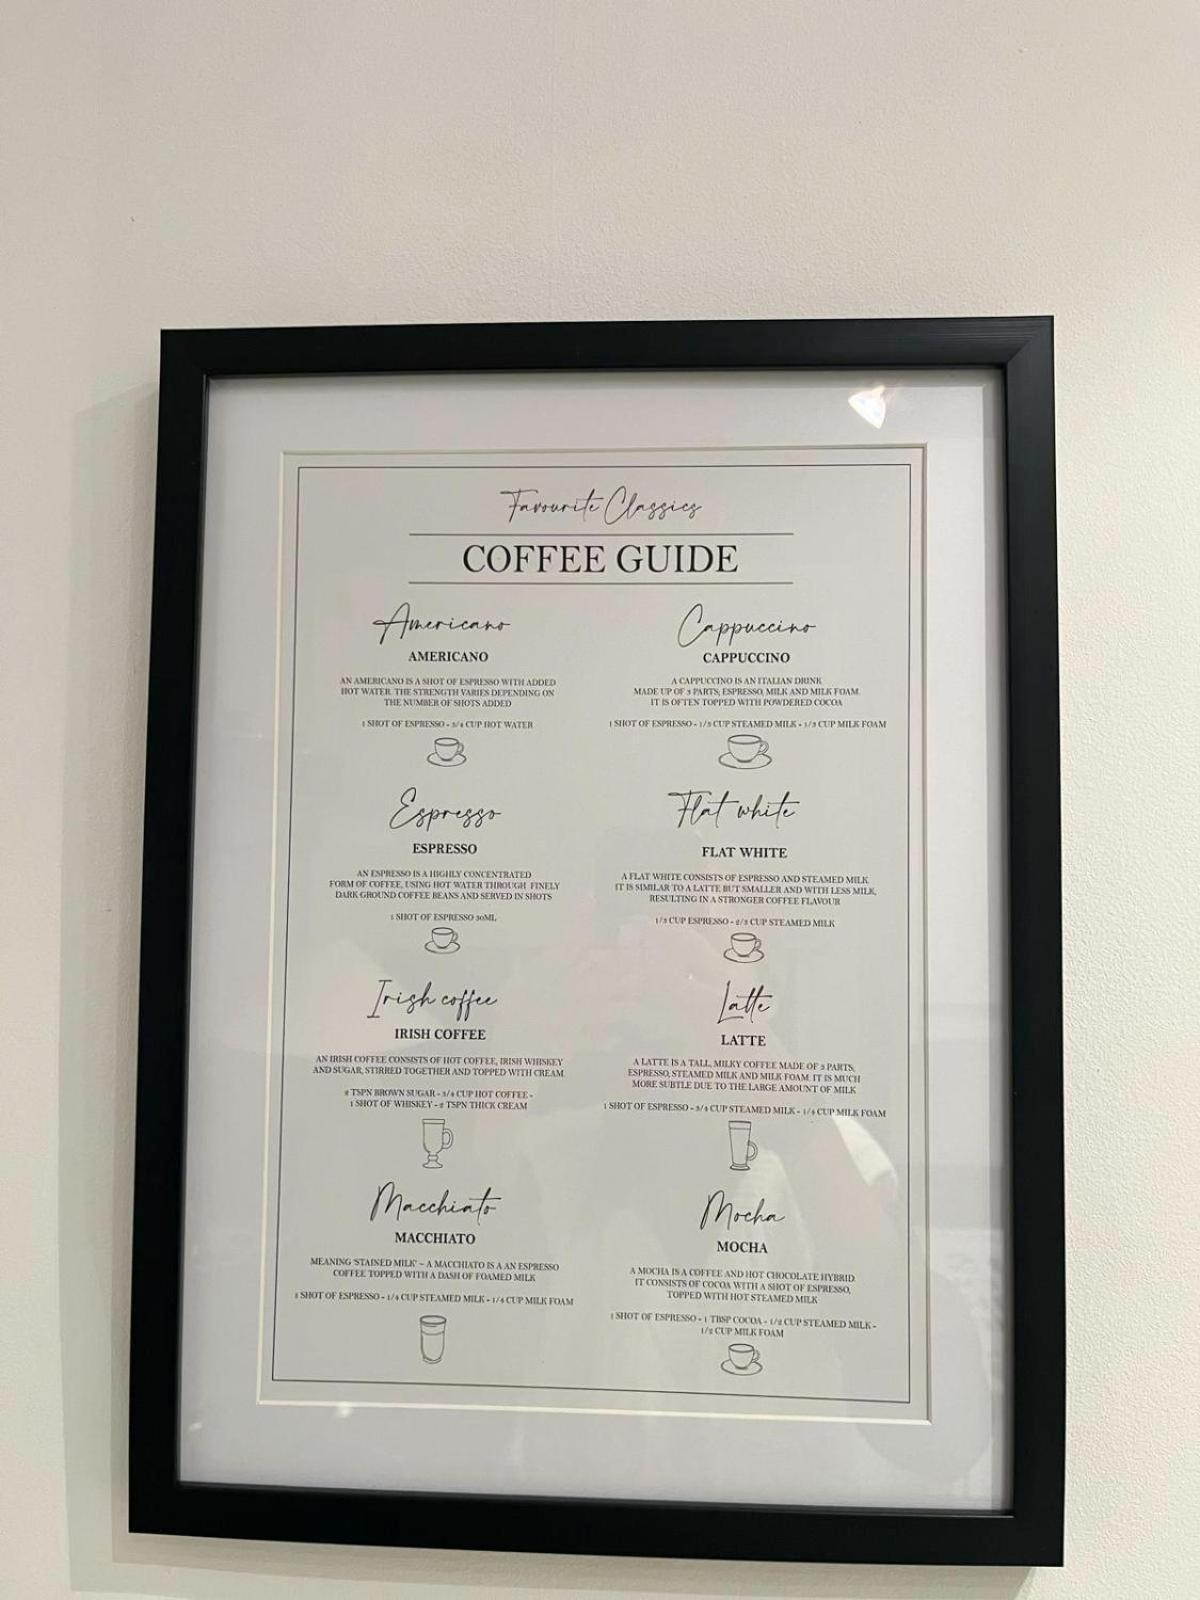 Favourite Classics
COFFEE GUIDE
Americano
AMERICANO
AN AMERICANO IS A SHOT OF ESPRESSO WITH ADDED
HOT WATER. THE STRENGTH VARIES DEPENDING ON
THE NUMBER OF SHOTS ADDED
1 SHOT OF ESPRESSO - 3/4 CUP HOT WATER
Cappuccino
CAPPUCCINO
A CAPPUCCINO IS AN ITALIAN DRINK
MADE UP OF 3 PARTS, ESPRESSO, MILK AND MILK FOAM.
IT IS OFTEN TOPPED WITH POWDERED COCOA
1 SHOT OF ESPRESSO - 1/3 CUP STEAMED MILK - 1/3 CUP MILK FOAM
Espresso
ESPRESSO
AN ESPRESSO IS A HIGHLY CONCENTRATED
FORM OF COFFEE, USING HOT WATER THROUGH FINELY
DARK GROUND COFFEE BEANS AND SERVED IN SHOTS
1 SHOT OF ESPRESSO 30ML
Flat white
FLAT WHITE
A FLAT WHITE CONSISTS OF ESPRESSO AND STEAMED MILK.
IT IS SIMILAR TO A LATTE BUT SMALLER AND WITH LESS MILK,
RESULTING IN A STRONGER COFFEE FLAVOUR
1/3 CUP ESPRESSO - 2/3 CUP STEAMED MILK
Irish coffee
IRISH COFFEE
AN IRISH COFFEE CONSISTS OF HOT COFFEE, IRISH WHISKEY
AND SUGAR, STIRRED TOGETHER AND TOPPED WITH CREAM.
2 TSPN BROWN SUGAR - 3/4 CUP HOT COFFEE -
1 SHOT OF WHISKEY - 2 TSPN THICK CREAM
Latte
LATTE
A LATTE IS A TALL, MILKY COFFEE MADE OF 3 PARTS;
ESPRESSO, STEAMED MILK AND MILK FOAM. IT IS MUCH
MORE SUBTLE DUE TO THE LARGE AMOUNT OF MILK
1 SHOT OF ESPRESSO - 3/4 CUP STEAMED MILK - 1/4 CUP MILK FOAM
Macchiato
MACCHIATO
MEANING 'STAINED MILK' - A MACCHIATO IS A AN ESPRESSO
COFFEE TOPPED WITH A DASH OF FOAMED MILK
1 SHOT OF ESPRESSO - 1/4 CUP STEAMED MILK - 1/4 CUP MILK FOAM
Mocha
MOCHA
A MOCHA IS A COFFEE AND HOT CHOCOLATE HYBRID.
IT CONSISTS OF COCOA WITH A SHOT OF ESPRESSO,
TOPPED WITH HOT STEAMED MILK
1 SHOT OF ESPRESSO - 1 TBSP COCOA - 1/2 CUP STEAMED MILK -
1/2 CUP MILK FOAM